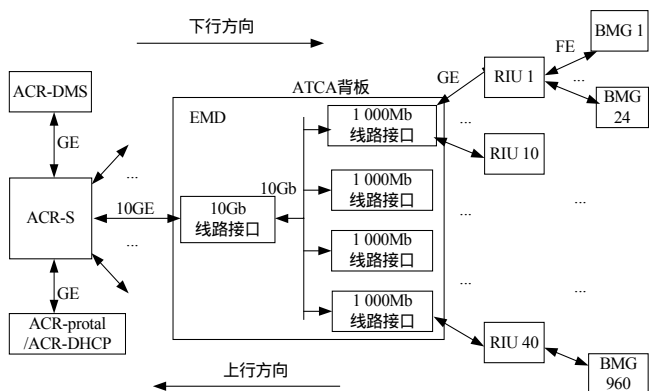 下行方向
BMG 1
FE
ATCA背板
GE
RIU 1
...
ACR-DMS
EMD
1 000Mb
线路接口
...
BMG
24
GE
...
RIU 10
ACR-S
10GE
10Gb
线路接口
10Gb
1 000Mb
线路接口
...
...
...
1 000Mb
线路接口
...
...
GE
1 000Mb
线路接口
ACR-protal
/ACR-DHCP
RIU 40
BMG
960
上行方向